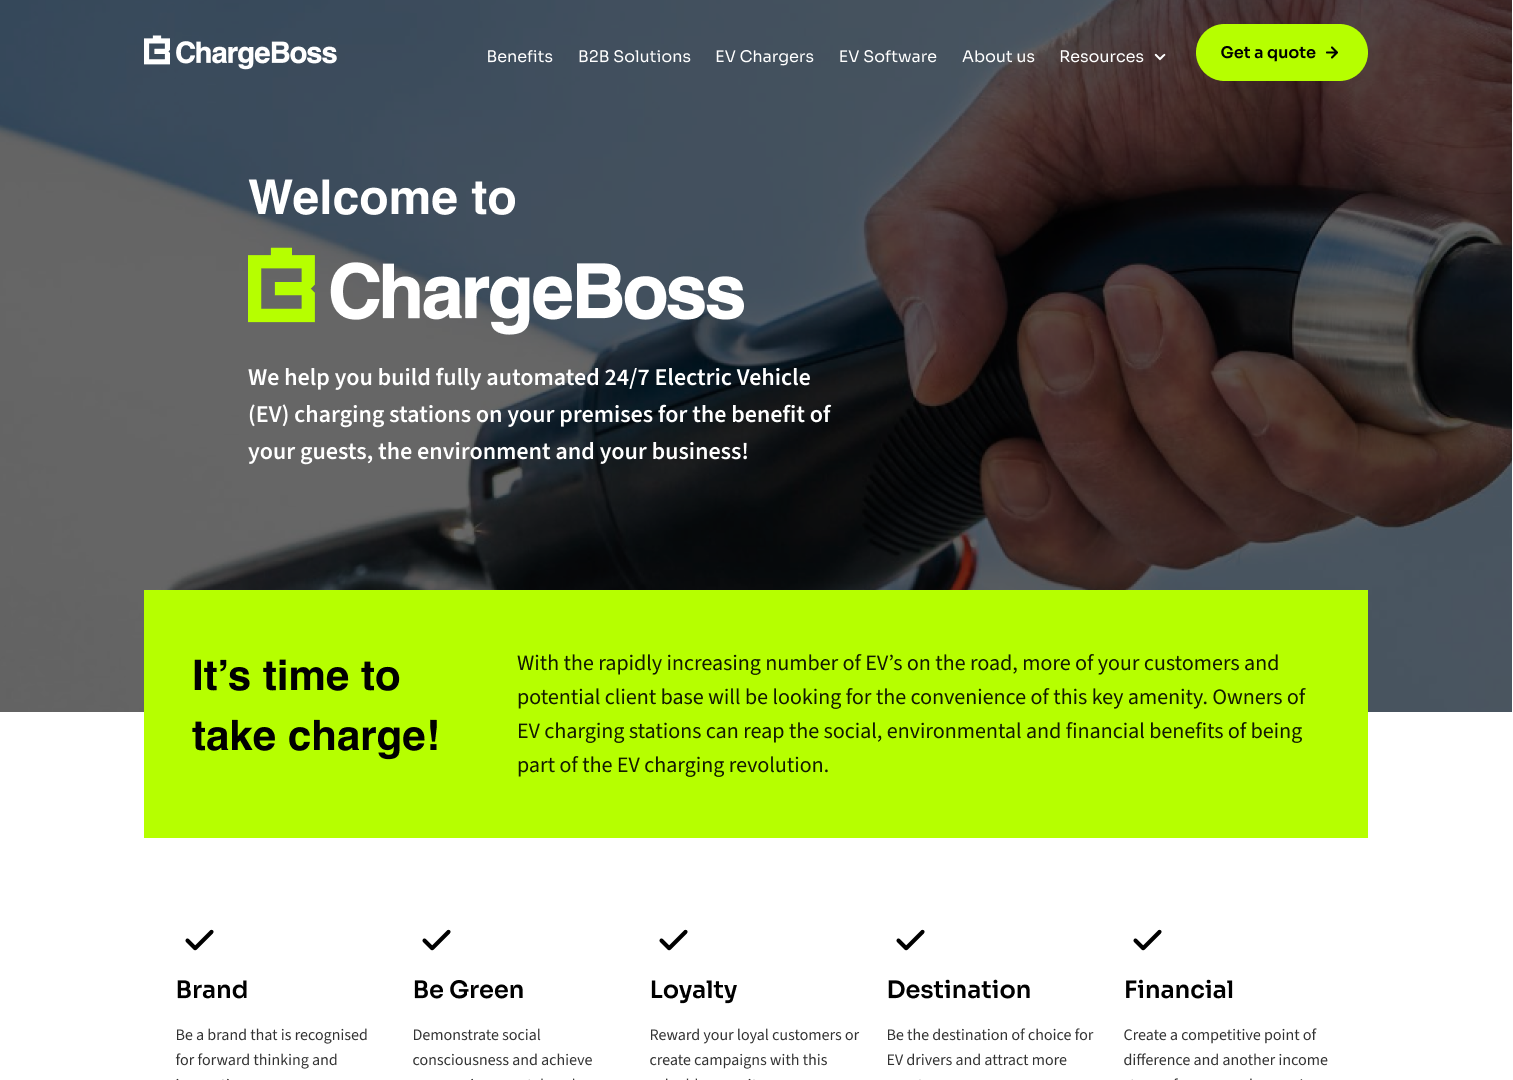 ChargeBoss
Benefits B2B Solutions EV Chargers EV Software About us Resources Get a quote
Welcome to
ChargeBoss
We help you build fully automated 24/7 Electric Vehicle
(EV) charging stations on your premises for the benefit of
your guests, the environment and your business!
It’s time to
take charge!
With the rapidly increasing number of EV’s on the road, more of your customers and
potential client base will be looking for the convenience of this key amenity. Owners of
EV charging stations can reap the social, environmental and financial benefits of being
part of the EV charging revolution.
Brand
Be a brand that is recognised
for forward thinking and
Be Green
Demonstrate social
consciousness and achieve
Loyalty
Reward your loyal customers or
create campaigns with this
Destination
Be the destination of choice for
EV drivers and attract more
Financial
Create a competitive point of
difference and another income